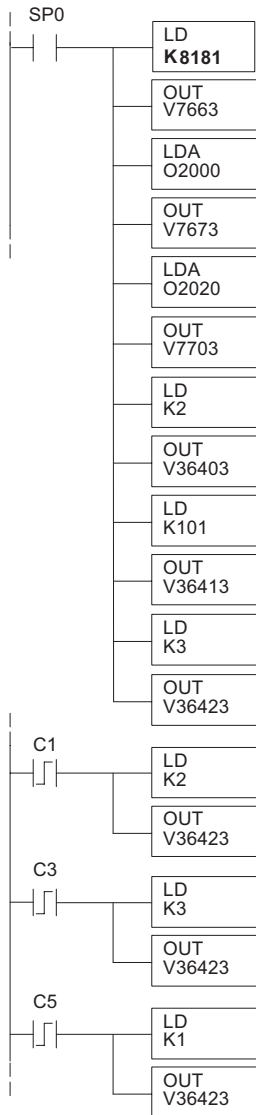 SP0
LD
K8181
OUT
V7663
LDA
O2000
OUT
V7673
LDA
O2020
OUT
V7703
LD
K2
OUT
V36403
LD
K101
OUT
V36413
LD
K3
OUT
V36423
C1
LD
K2
OUT
V36423
C3
LD
K3
OUT
V36423
C5
LD
K1
OUT
V36423